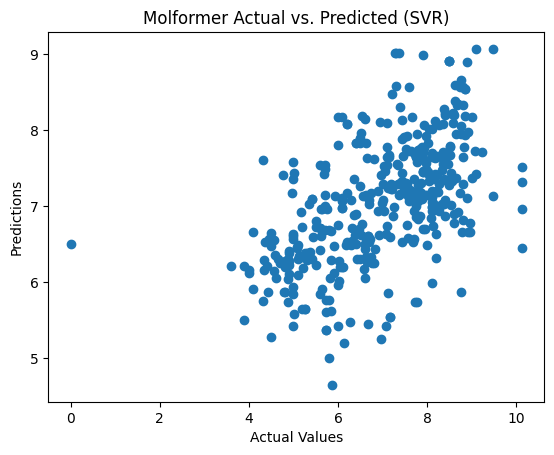 Molformer Actual vs. Predicted (SVR)
9
8
7
6
5
Predictions
0 2 4 6 8 10
Actual Values